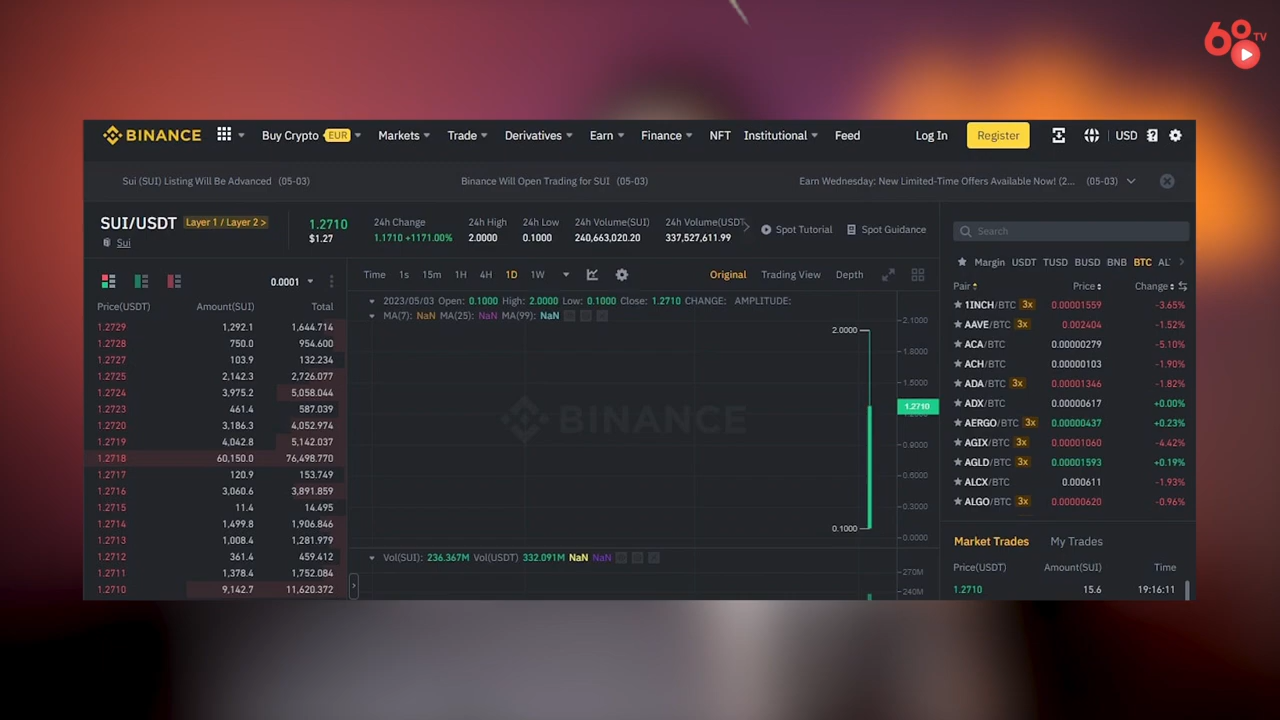 60 TV
BINANCE Buy Crypto EUR Markets Trade Derivatives Earn Finance NFT Institutional Feed Log In Register USD
Sui (SUI) Listing Will Be Advanced (05-03) Binance Will Open Trading for SUI (05-03) Earn Wednesday: New Limited-Time Offers Available Now! (2... (05-03)
SUI/USDT Layer 1 / Layer 2 >
Sui
1.2710
$1.27
24h Change
1.1710 +1171.00%
24h High
2.0000
24h Low
0.1000
24h Volume(SUI)
240,663,020.20
24h Volume(USDT
337,527,611.99
Spot Tutorial Spot Guidance
0.0001
Price(USDT) Amount(SUI) Total
1.2729 1,292.1 1,644.714
1.2728 750.0 954.600
1.2727 103.9 132.234
1.2725 2,142.3 2,726.077
1.2724 3,975.2 5,058.044
1.2723 461.4 587.039
1.2720 3,186.3 4,052.974
1.2719 4,042.8 5,142.037
1.2718 60,150.0 76,498.770
1.2717 120.9 153.749
1.2716 3,060.6 3,891.859
1.2715 11.4 14.495
1.2714 1,499.8 1,906.846
1.2713 1,008.4 1,281.979
1.2712 361.4 459.412
1.2711 1,378.4 1,752.084
1.2710 9,142.7 11,620.372
Time 1s 15m 1H 4H 1D 1W Original Trading View Depth
2023/05/03 Open: 0.1000 High: 2.0000 Low: 0.1000 Close: 1.2710 CHANGE: AMPLITUDE:
MA(7): NaN MA(25): NaN MA(99): NaN
2.0000
BINANCE
0.1000
2.1000
1.8000
1.5000
1.2710
0.9000
0.6000
0.3000
0.0000
Vol(SUI): 236.367M Vol(USDT) 332.091M NaN NaN
270M
240M
Search
Margin USDT TUSD BUSD BNB BTC AL
Pair Price Change
1INCH/BTC 3x 0.00001559 -3.65%
AAVE/BTC 3x 0.002404 -1.52%
ACA/BTC 0.00000279 -5.10%
ACH/BTC 0.00000103 -1.90%
ADA/BTC 3x 0.00001346 -1.82%
ADX/BTC 0.00000617 +0.00%
AERGO/BTC 3x 0.00000437 +0.23%
AGIX/BTC 3x 0.00001060 -4.42%
AGLD/BTC 3x 0.00001593 +0.19%
ALCX/BTC 0.000611 -1.93%
ALGO/BTC 3x 0.00000620 -0.96%
Market Trades My Trades
Price(USDT) Amount(SUI) Time
1.2710 15.6 19:16:11